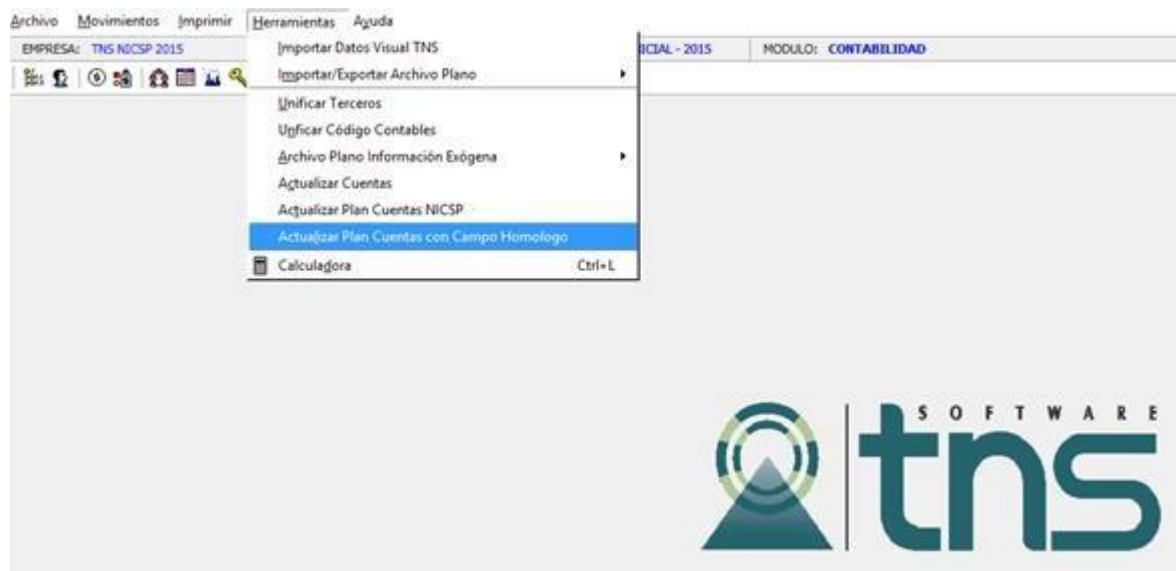 Archivo Movimientos Imprimir Herramientas Ayuda
EMPRESA: TNS NICSP 2015 ICIAL - 2015 MODULO: CONTABILIDAD
Importar Datos Visual TNS
Importar/Exportar Archivo Plano
Unificar Terceros
Unficar Código Contables
Archivo Plano Información Exógena
Actualizar Cuentas
Actualizar Plan Cuentas NICSP
Actualizar Plan Cuentas con Campo Homologo
Calculadora Ctrl+L
SOFTWARE
tns